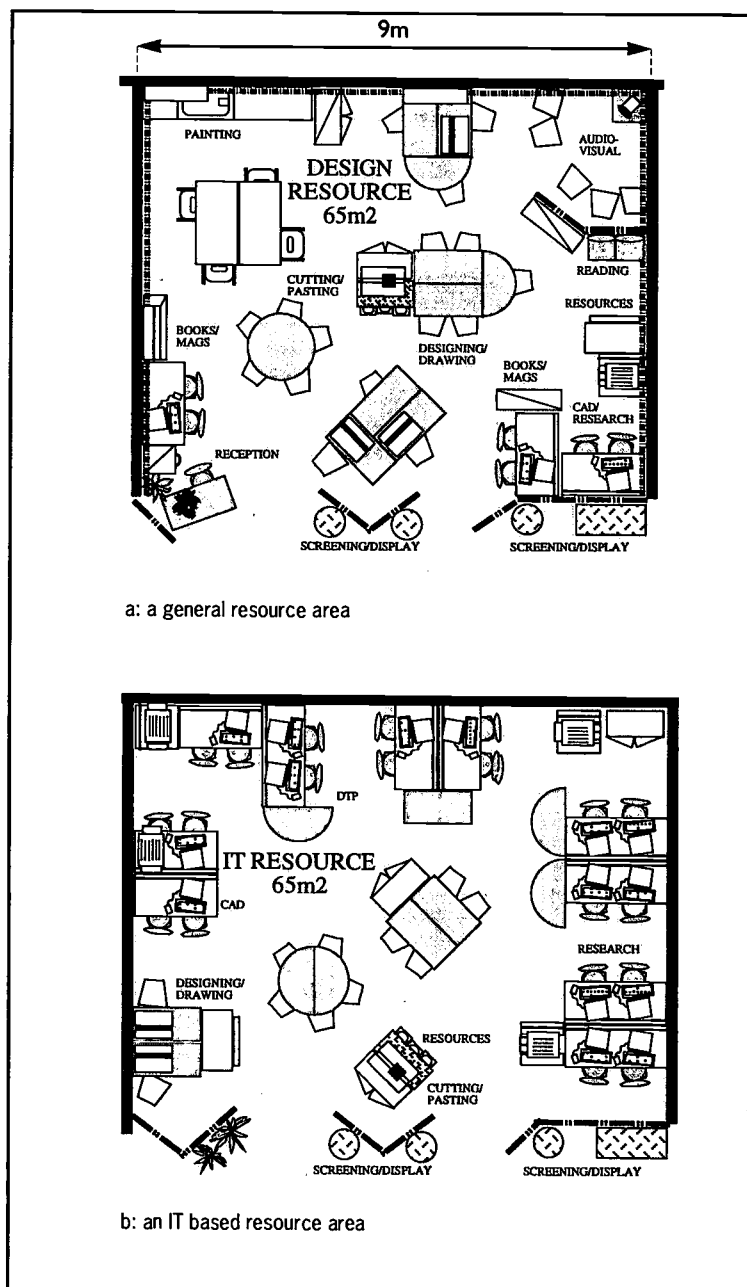 9m
PAINTING
AUDIO-
VISUAL
DESIGN
RESOURCE
65m2
READING
CUTTING/
PASTING
RESOURCES
BOOKS/
MAGS
DESIGNING/
DRAWING
BOOKS/
MAGS
CAD/
RESEARCH
RECEPTION
SCREENING/DISPLAY
SCREENING/DISPLAY
a: a general resource area
DTP
IT RESOURCE
65m2
CAD
RESEARCH
DESIGNING/
DRAWING
RESOURCES
CUTTING/
PASTING
SCREENING/DISPLAY
SCREENING/DISPLAY
b: an IT based resource area